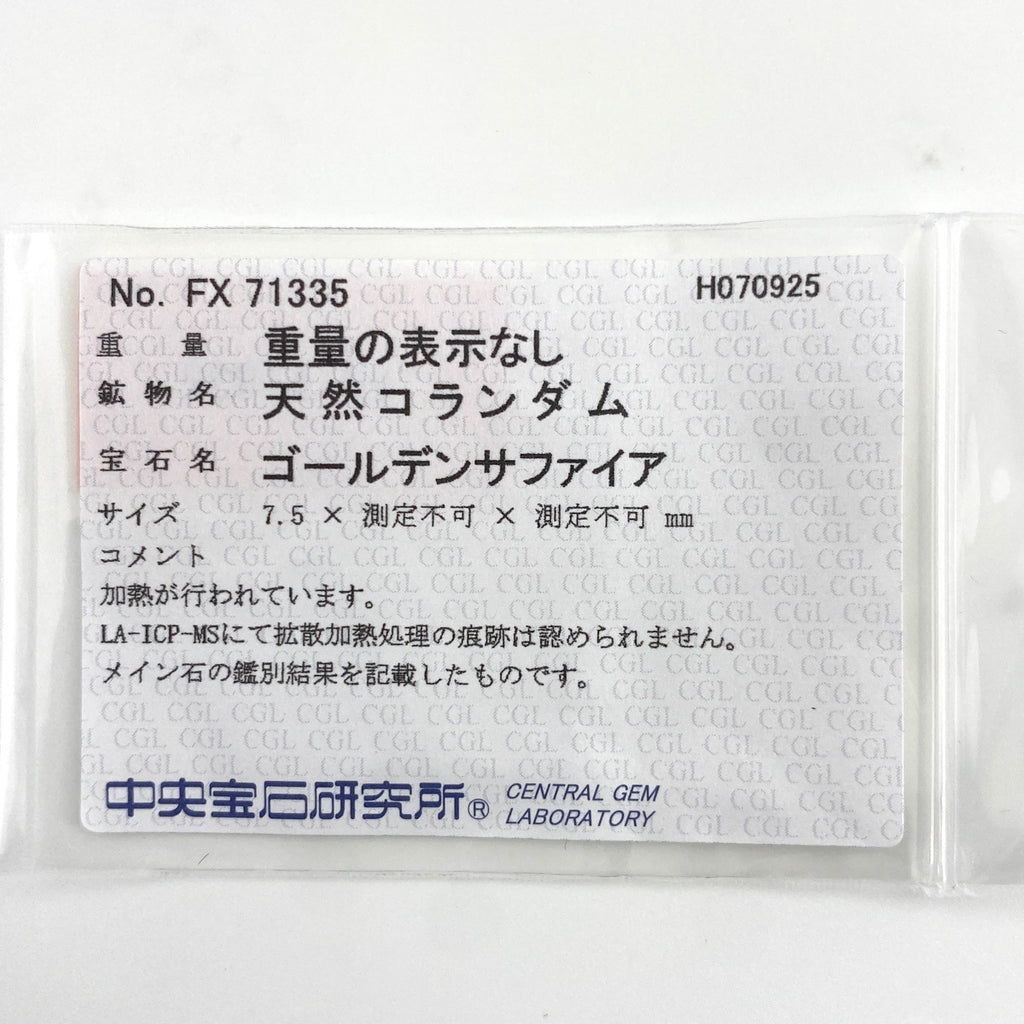 No. FX 71335 H070925
重量 重量の表示なし
鉱物名 天然コランダム
宝石名 ゴールデンサファイア
サイズ 7.5 × 測定不可 × 測定不可 mm
コメント
加熱が行われています。
LA-ICP-MSにて拡散加熱処理の痕跡は認められません。
メイン石の鑑別結果を記載したものです。
中央宝石研究所® CENTRAL GEM
LABORATORY